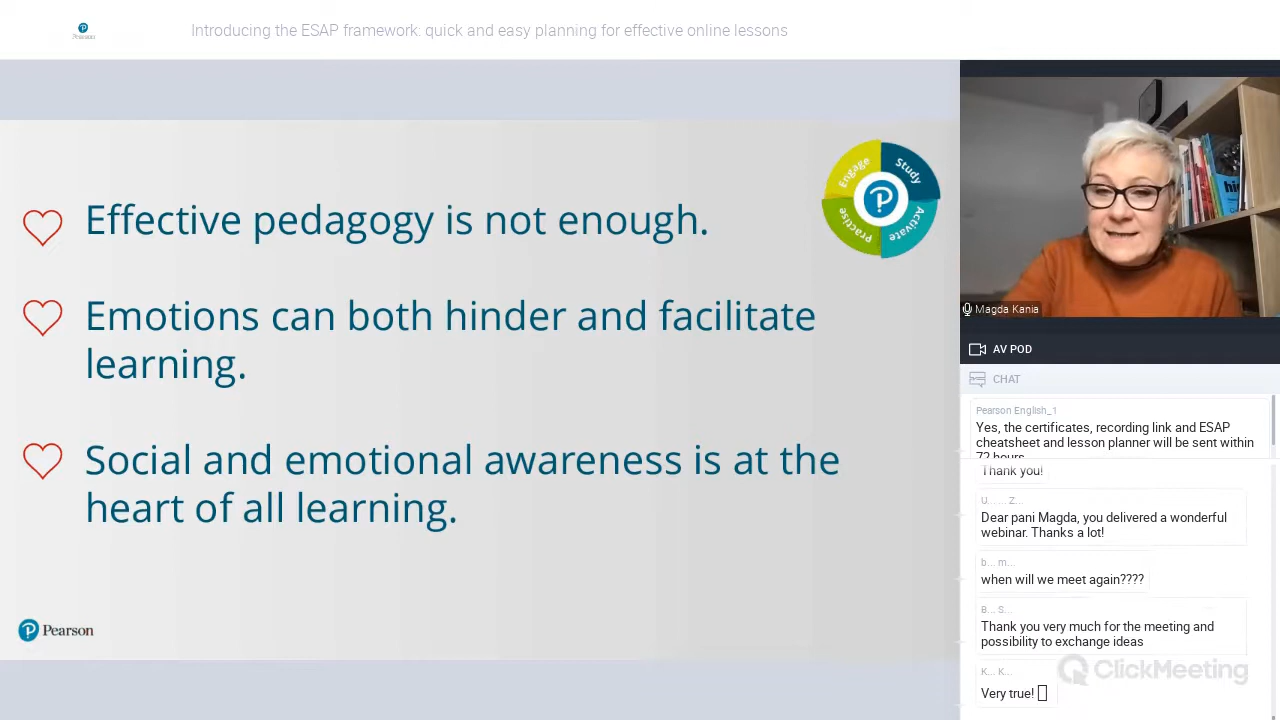 Pearson
Introducing the ESAP framework: quick and easy planning for effective online lessons
Engage
Study
Activate
Practise
Effective pedagogy is not enough.
Emotions can both hinder and facilitate
learning.
Social and emotional awareness is at the
heart of all learning.
Pearson
Magda Kania
AV POD
CHAT
Pearson English_1
Yes, the certificates, recording link and ESAP
cheatsheet and lesson planner will be sent within
72 hours
Thank you!
U... ... Z...
Dear pani Magda, you delivered a wonderful
webinar. Thanks a lot!
b... m...
when will we meet again????
B... S...
Thank you very much for the meeting and
possibility to exchange ideas
K... K...
Very true!
ClickMeeting